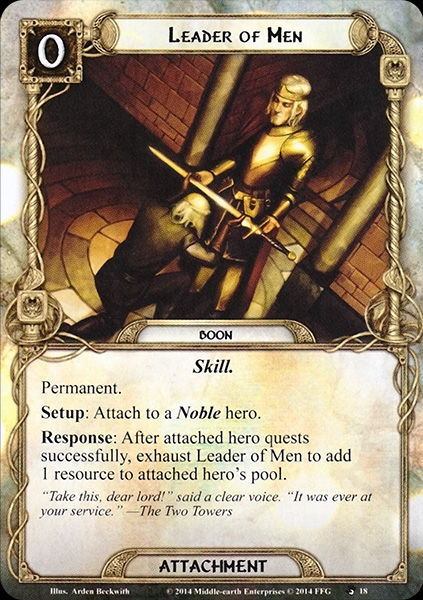 0
LEADER OF MEN
BOON
Skill.
Permanent.
Setup: Attach to a Noble hero.
Response: After attached hero quests
successfully, exhaust Leader of Men to add
1 resource to attached hero's pool.
"Take this, dear lord!" said a clear voice. "It was ever at
your service." —The Two Towers
ATTACHMENT
Illus. Arden Beckwith © 2014 Middle-earth Enterprises © 2014 FFG 18